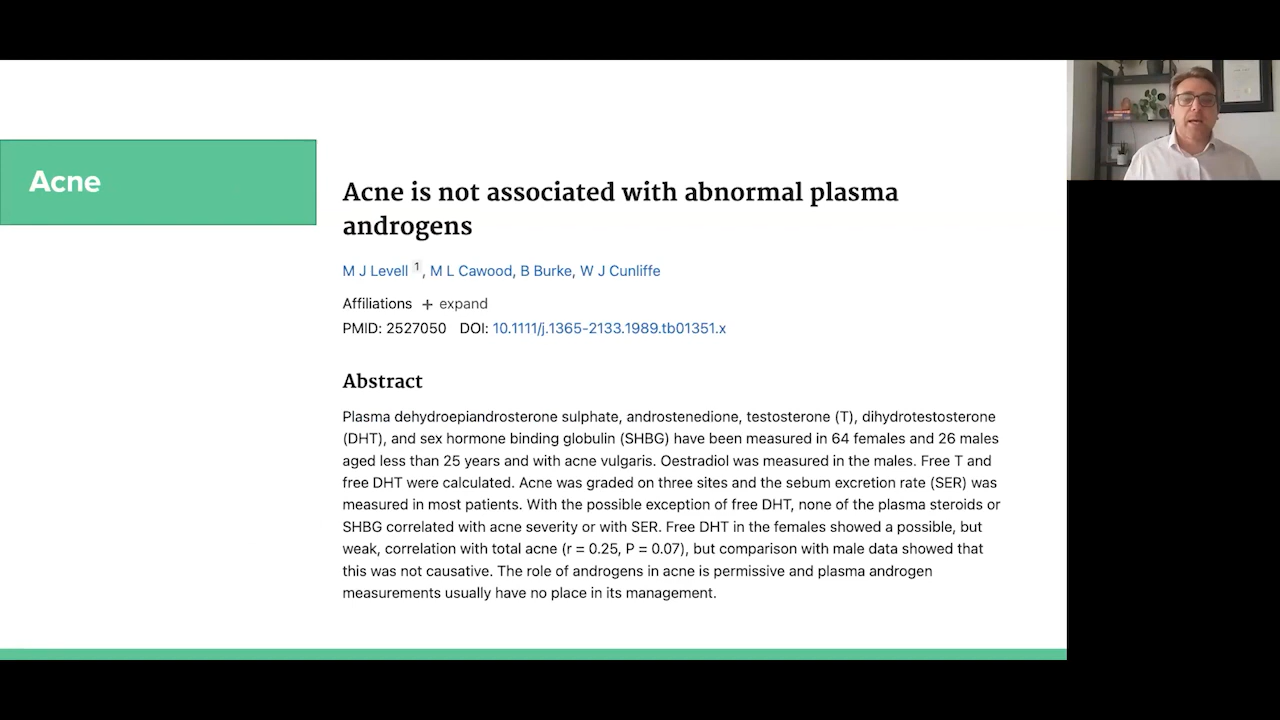 Acne
Acne is not associated with abnormal plasma
androgens
M J Levell 1, M L Cawood, B Burke, W J Cunliffe
Affiliations + expand
PMID: 2527050 DOI: 10.1111/j.1365-2133.1989.tb01351.x
Abstract
Plasma dehydroepiandrosterone sulphate, androstenedione, testosterone (T), dihydrotestosterone
(DHT), and sex hormone binding globulin (SHBG) have been measured in 64 females and 26 males
aged less than 25 years and with acne vulgaris. Oestradiol was measured in the males. Free T and
free DHT were calculated. Acne was graded on three sites and the sebum excretion rate (SER) was
measured in most patients. With the possible exception of free DHT, none of the plasma steroids or
SHBG correlated with acne severity or with SER. Free DHT in the females showed a possible, but
weak, correlation with total acne (r = 0.25, P = 0.07), but comparison with male data showed that
this was not causative. The role of androgens in acne is permissive and plasma androgen
measurements usually have no place in its management.